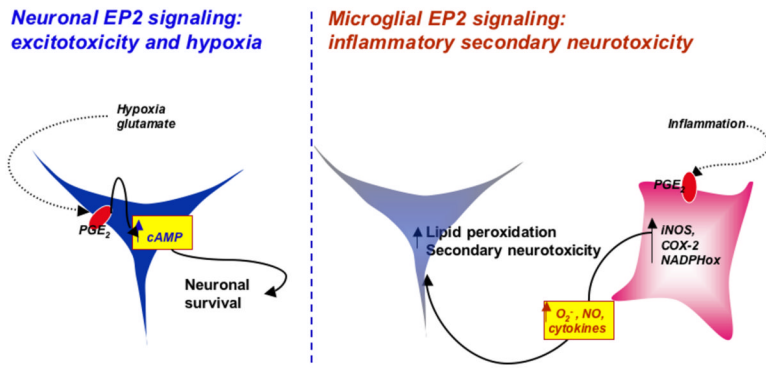 Neuronal EP2 signaling:
excitotoxicity and hypoxia
Microglial EP2 signaling:
inflammatory secondary neurotoxicity
Hypoxia
glutamate
PGE₂
cAMP
Neuronal
survival
Inflammation
PGE₂
iNOS,
COX-2
NADPHox
Lipid peroxidation
Secondary neurotoxicity
O₂⁻, NO,
cytokines